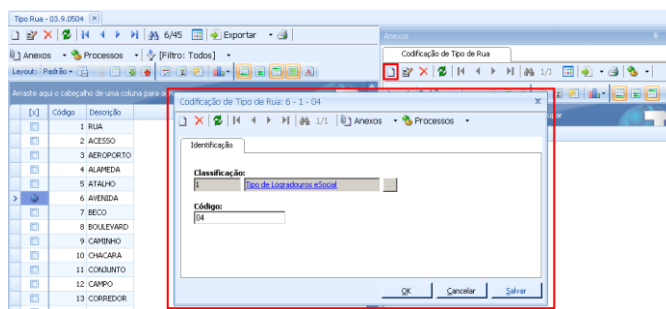 Tipo Rua - 03.9.0504
6/45 Exportar
Anexos Processos [Filtro: Todos]
Layout: Padrão
Arraste aqui o cabeçalho de uma coluna para
[x] Código Descrição
1 RUA
2 ACESSO
3 AEROPORTO
4 ALAMEDA
5 ATALHO
6 AVENIDA
7 BECO
8 BOULEVARD
9 CAMINHO
10 CHACARA
11 CONJUNTO
12 CAMPO
13 CORREDOR
Anexos
Codificação de Tipo de Rua
1/1
Codificação de Tipo de Rua: 6 - 1 - 04
1/1 Anexos Processos
Identificação
Classificação:
1 Tipo de Logradouros eSocial
Código:
04
OK Cancelar Salvar